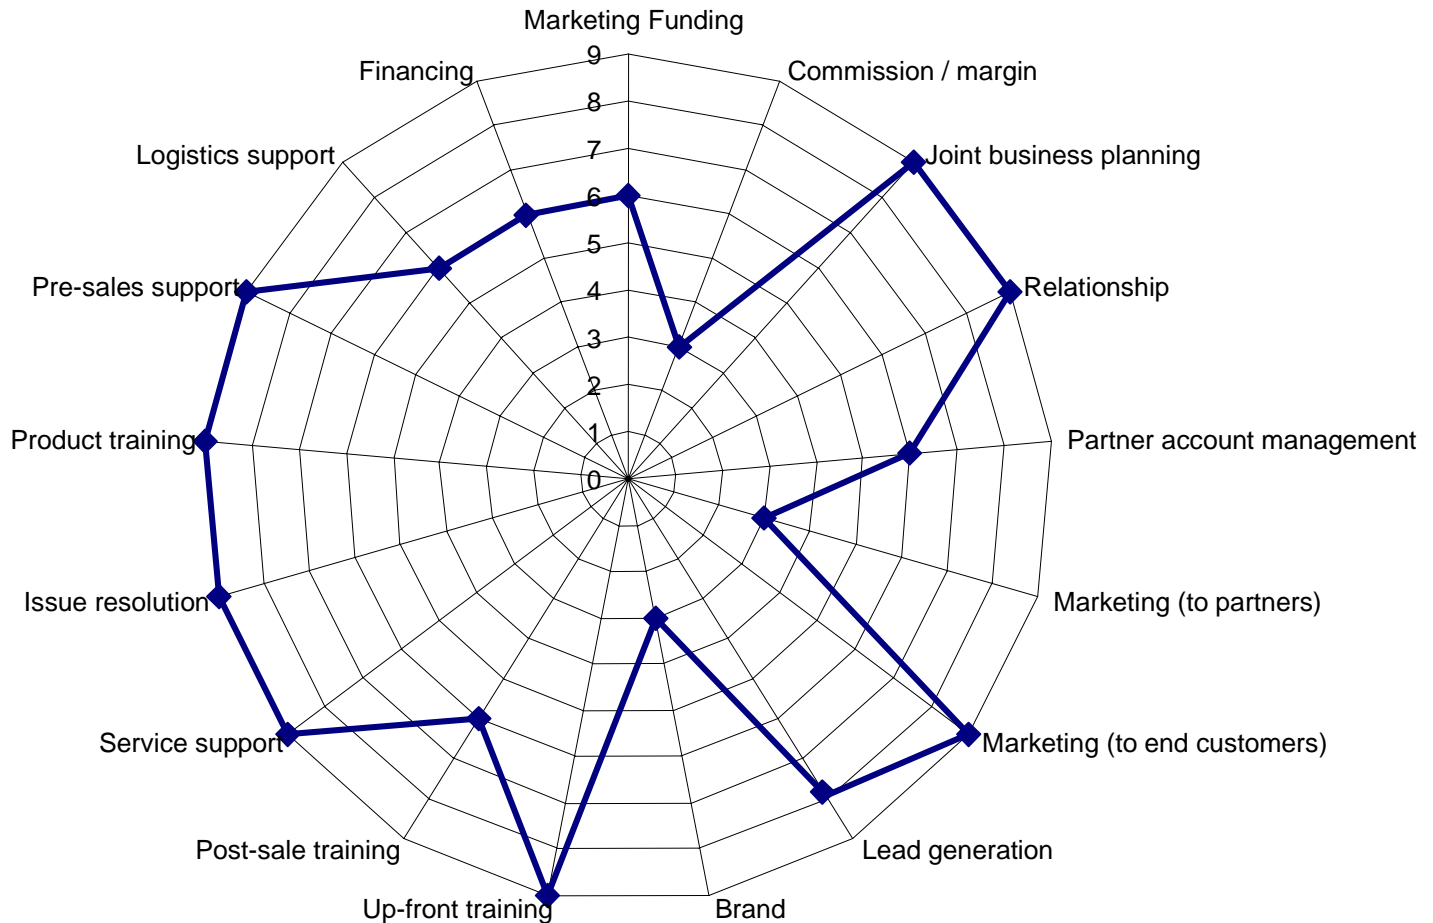 Marketing Funding
Commission / margin
Joint business planning
Relationship
Partner account management
Marketing (to partners)
Marketing (to end customers)
Lead generation
Brand
Up-front training
Post-sale training
Service support
Issue resolution
Product training
Pre-sales support
Logistics support
Financing
9
8
7
6
5
4
3
2
1
0